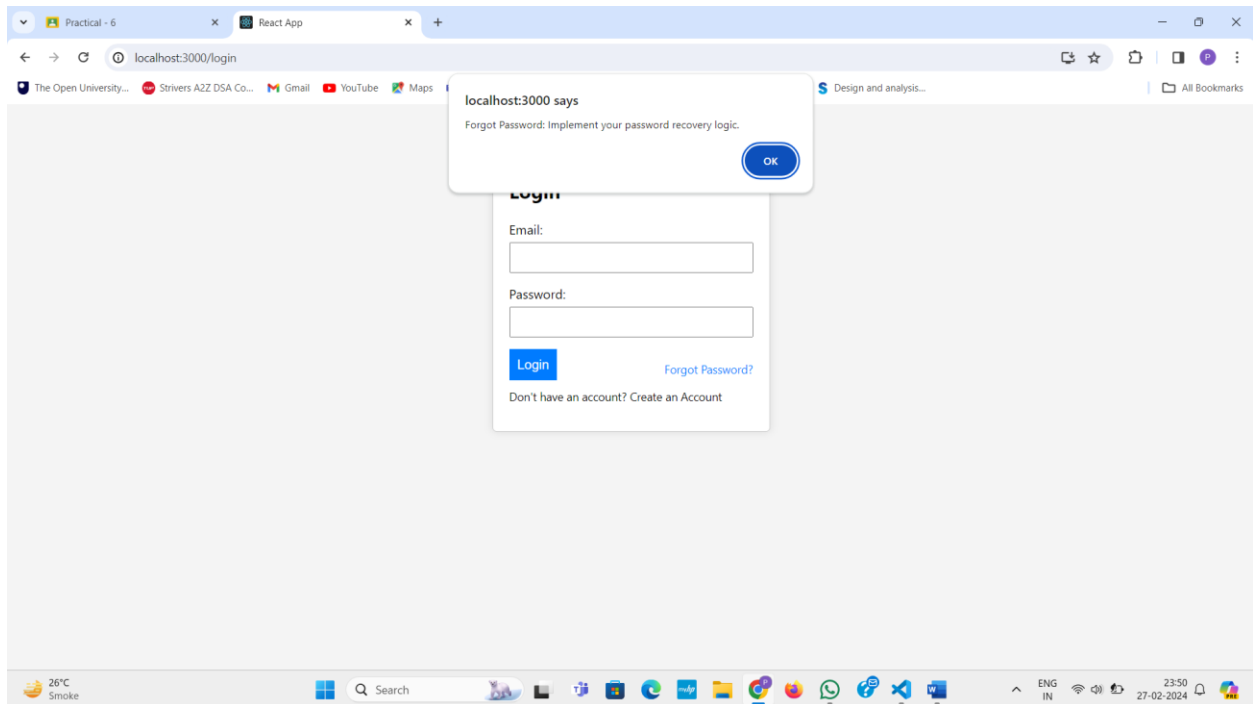 Practical - 6
React App
localhost:3000/login
The Open University...
Strivers A2Z DSA Co...
Gmail
YouTube
Maps
Design and analysis...
All Bookmarks
localhost:3000 says
Forgot Password: Implement your password recovery logic.
OK
Login
Email:
Password:
Login
Forgot Password?
Don't have an account? Create an Account
26°C
Smoke
Search
ENG
IN
23:50
27-02-2024